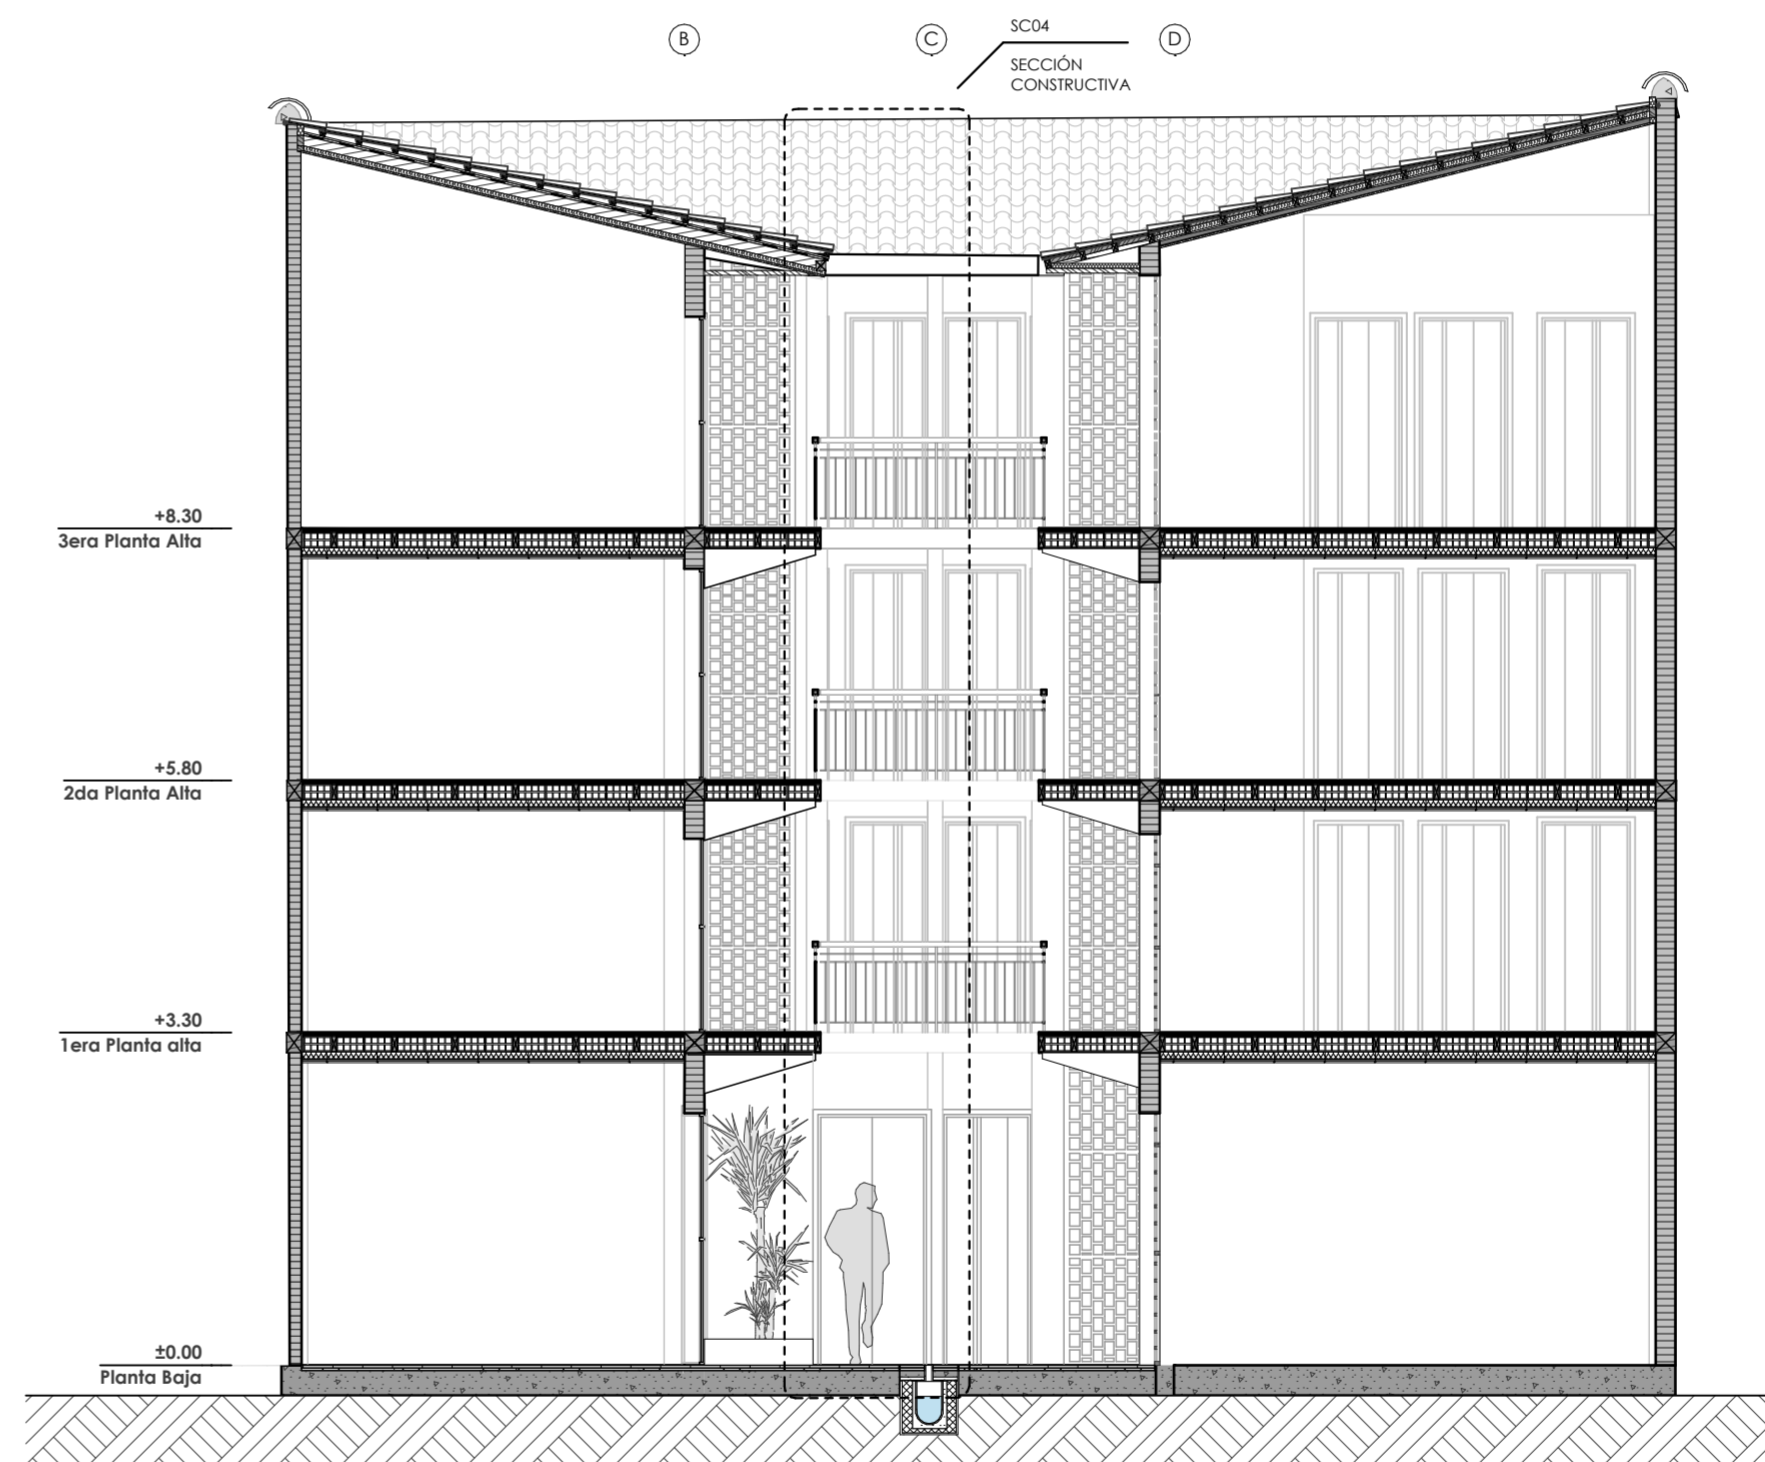 B
C
SC04
SECCIÓN
CONSTRUCTIVA
D
+8.30
3era Planta Alta
+5.80
2da Planta Alta
+3.30
1era Planta alta
±0.00
Planta Baja